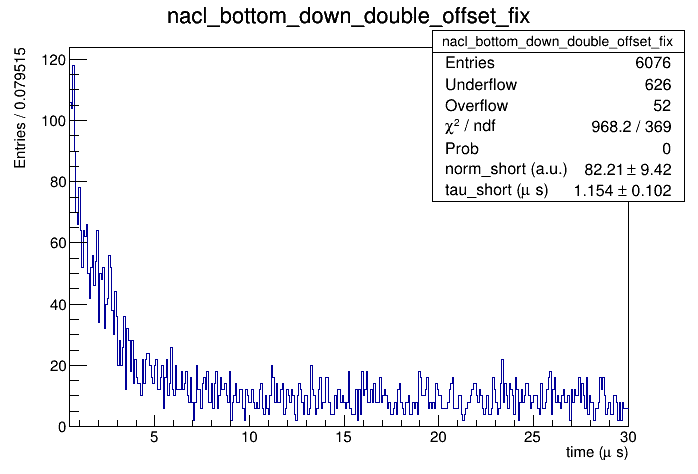 nacl_bottom_down_double_offset_fix
nacl_bottom_down_double_offset_fix
Entries 6076
Underflow 626
Overflow 52
χ² / ndf 968.2 / 369
Prob 0
norm_short (a.u.) 82.21 ± 9.42
tau_short (μ s) 1.154 ± 0.102
Entries / 0.079515
120
100
80
60
40
20
0
5 10 15 20 25 30
time (μ s)